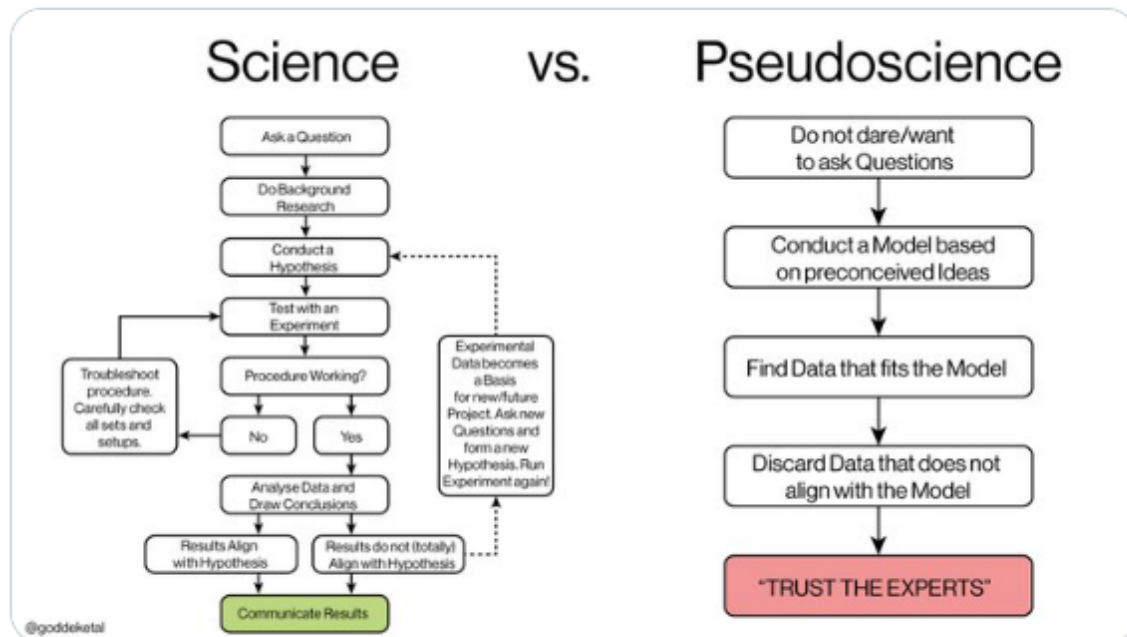 Science vs. Pseudoscience
Ask a Question
Do Background
Research
Conduct a
Hypothesis
Test with an
Experiment
Procedure Working?
Troubleshoot
procedure.
Carefully check
all sets and
setups.
No
Yes
Analyse Data and
Draw Conclusions
Results Align
with Hypothesis
Results do not (totally)
Align with Hypothesis
Communicate Results
Experimental
Data becomes
a Basis
for new/future
Project. Ask new
Questions and
form a new
Hypothesis. Run
Experiment again!
Do not dare/want
to ask Questions
Conduct a Model based
on preconceived Ideas
Find Data that fits the Model
Discard Data that does not
align with the Model
"TRUST THE EXPERTS"
@goddeketal